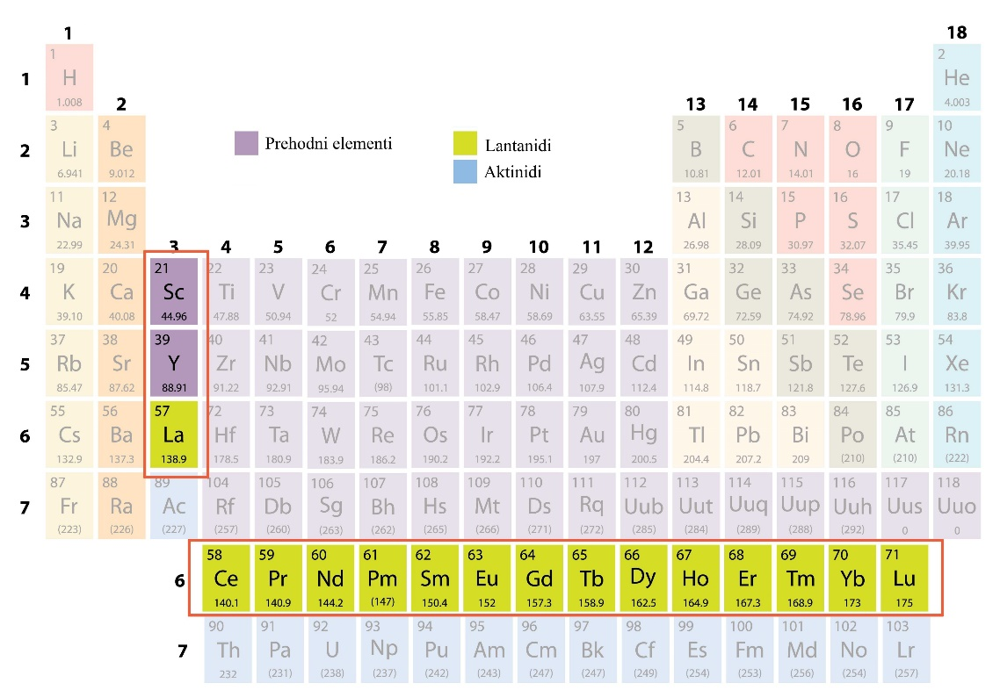 1 18
1 1 2
H He
1.008 2 13 14 15 16 17 4.003
3 4 5 6 7 8 9 10
2 Li Be Prehodni elementi Lantanidi B C N O F Ne
6.941 9.012 Aktinidi 10.81 12.01 14.01 16 19 20.18
11 12 13 14 15 16 17 18
3 Na Mg Al Si P S Cl Ar
22.99 24.31 3 4 5 6 7 8 9 10 11 12 26.98 28.09 30.97 32.07 35.45 39.95
19 20 21 22 23 24 25 26 27 28 29 30 31 32 33 34 35 36
4 K Ca Sc Ti V Cr Mn Fe Co Ni Cu Zn Ga Ge As Se Br Kr
39.10 40.08 44.96 47.88 50.94 52 54.94 55.85 58.47 58.69 63.55 65.39 69.72 72.59 74.92 78.96 79.9 83.8
37 38 39 40 41 42 43 44 45 46 47 48 49 50 51 52 53 54
5 Rb Sr Y Zr Nb Mo Tc Ru Rh Pd Ag Cd In Sn Sb Te I Xe
85.47 87.62 88.91 91.22 92.91 95.94 (98) 101.1 102.9 106.4 107.9 112.4 114.8 118.7 121.8 127.6 126.9 131.3
55 56 57 72 73 74 75 76 77 78 79 80 81 82 83 84 85 86
6 Cs Ba La Hf Ta W Re Os Ir Pt Au Hg Tl Pb Bi Po At Rn
132.9 137.3 138.9 178.5 180.9 183.9 186.2 190.2 192.2 195.1 197 200.5 204.4 207.2 209 (210) (210) (222)
87 88 89 104 105 106 107 108 109 110 111 112 113 114 115 116 117 118
7 Fr Ra Ac Rf Db Sg Bh Hs Mt Ds Rq Uub Uut Uuq Uup Uuh Uus Uuo
(223) (226) (227) (257) (260) (263) (262) (265) (266) (271) (272) (285) (284) (289) (288) (292) 0 0
58 59 60 61 62 63 64 65 66 67 68 69 70 71
6 Ce Pr Nd Pm Sm Eu Gd Tb Dy Ho Er Tm Yb Lu
140.1 140.9 144.2 (147) 150.4 152 157.3 158.9 162.5 164.9 167.3 168.9 173 175
90 91 92 93 94 95 96 97 98 99 100 101 102 103
7 Th Pa U Np Pu Am Cm Bk Cf Es Fm Md No Lr
232 (231) (238) (237) (242) (243) (247) (247) (249) (254) (253) (256) (254) (257)